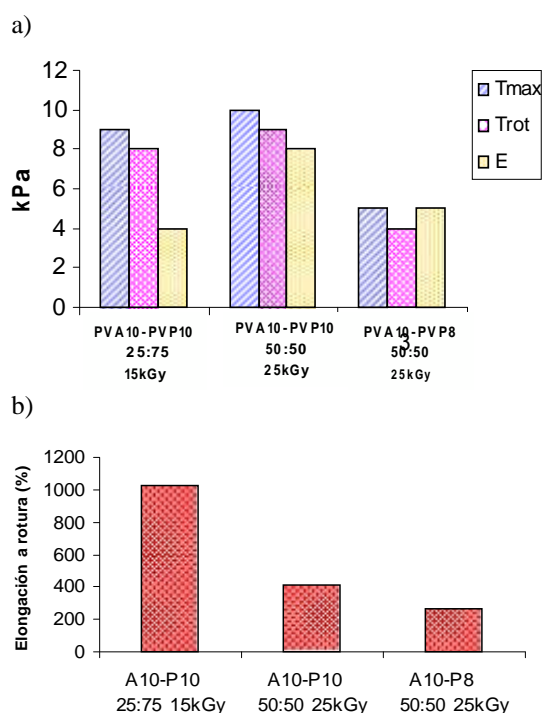 a)
12
10
8
6
4
2
0
kPa
Tmax
Trot
E
PVA10-PVP10
25:75
15kGy
PVA10-PVP10
50:50
25kGy
PVA10-PVP8
3
50:50
25kGy
b)
Elongación a rotura (%)
1200
1000
800
600
400
200
0
A10-P10
25:75 15kGy
A10-P10
50:50 25kGy
A10-P8
50:50 25kGy